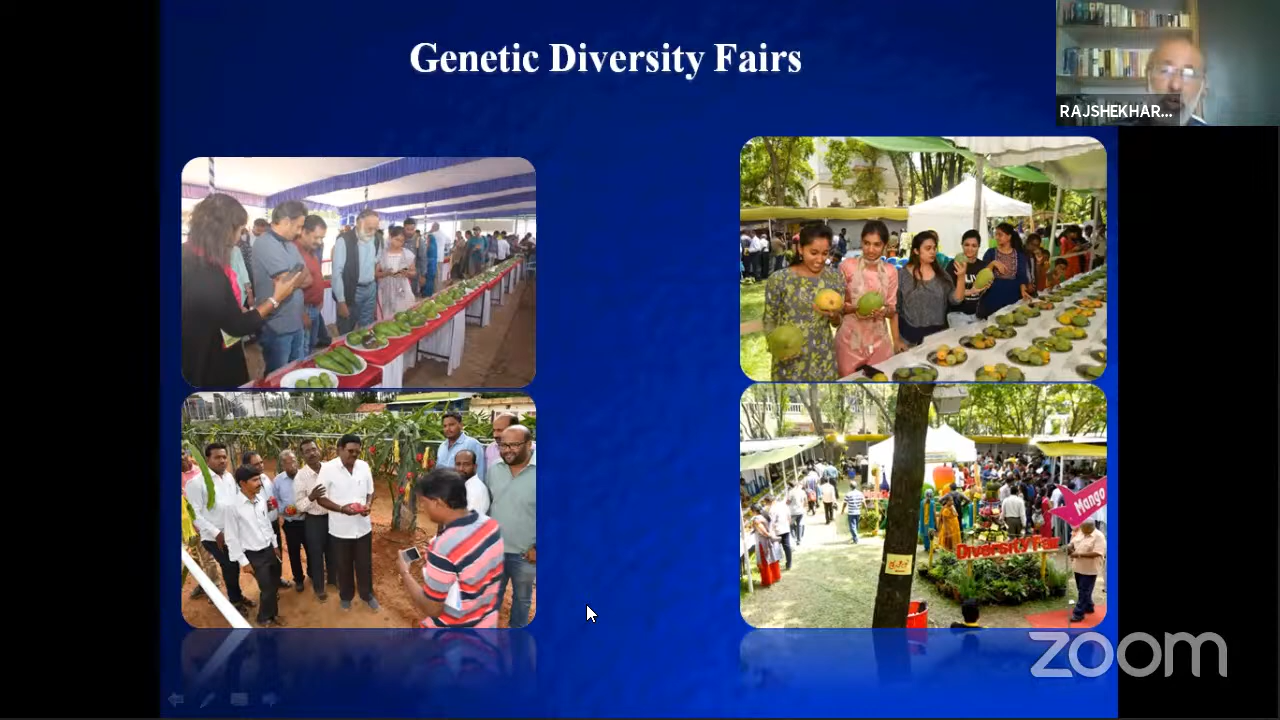 Genetic Diversity Fairs
RAJSHEKHAR...
Mango
Diversity Fair
zoom